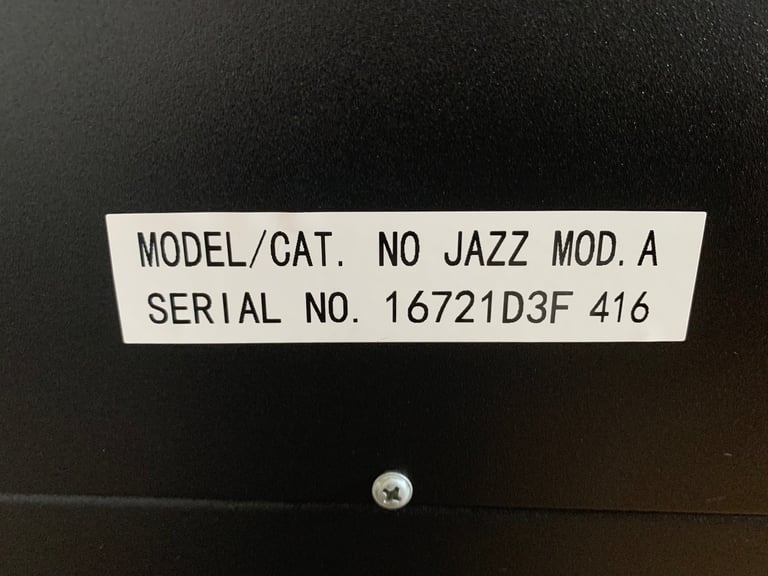 MODEL/CAT. NO JAZZ MOD. A
SERIAL NO. 16721D3F 416